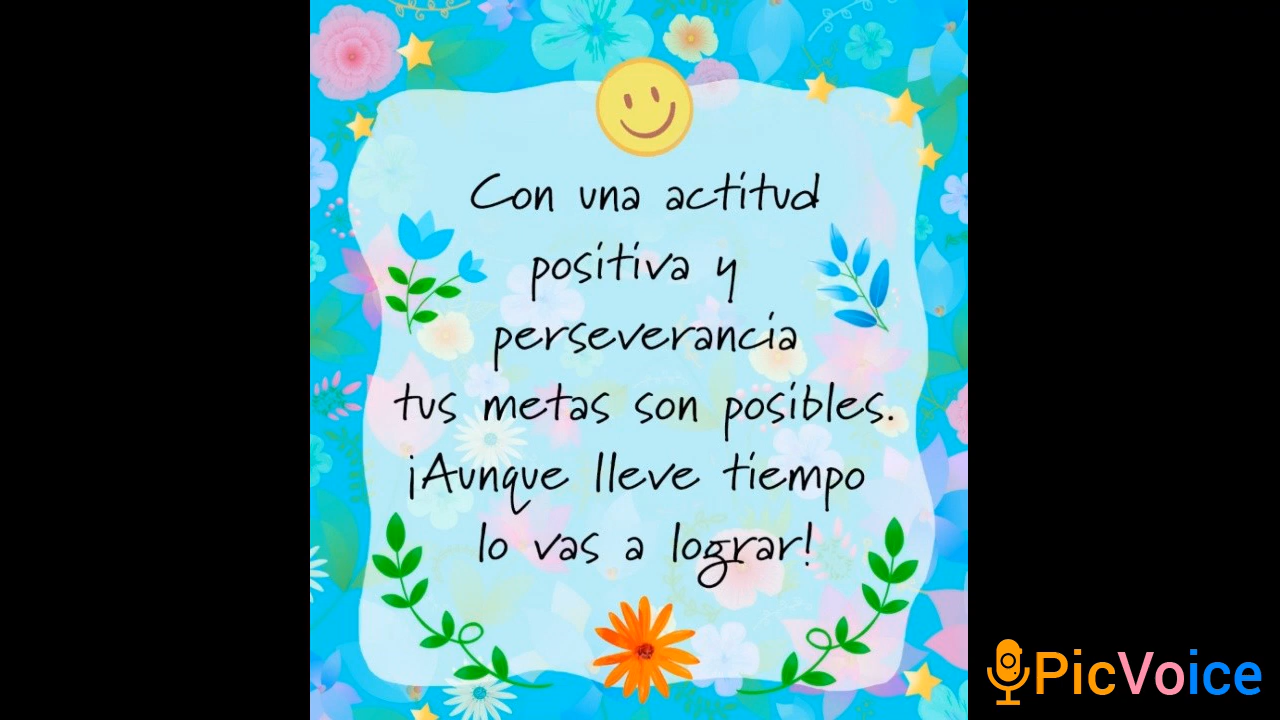 Con una actitud
positiva y
perseverancia
tus metas son posibles.
¡Aunque lleve tiempo
lo vas a lograr!
PicVoice